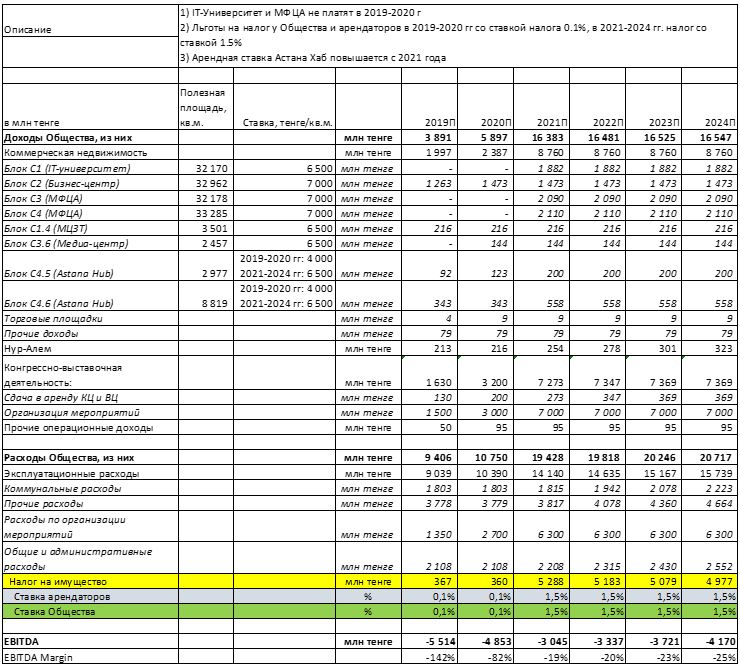 Описание
1) IT-Университет и МФЦА не платят в 2019-2020 г
2) Льготы на налог у Общества и арендаторов в 2019-2020 гг со ставкой налога 0.1%, в 2021-2024 гг. налог со
ставкой 1.5%
3) Арендная ставка Астана Хаб повышается с 2021 года
в млн тенге Полезная площадь, кв.м. Ставка, тенге/кв.м. 2019П 2020П 2021П 2022П 2023П 2024П
Доходы Общества, из них млн тенге 3 891 5 897 16 383 16 481 16 525 16 547
Коммерческая недвижимость млн тенге 1 997 2 387 8 760 8 760 8 760 8 760
Блок С1 (IT-университет) 32 170 6 500 млн тенге - - 1 882 1 882 1 882 1 882
Блок С2 (Бизнес-центр) 32 962 7 000 млн тенге 1 263 1 473 1 473 1 473 1 473 1 473
Блок С3 (МФЦА) 32 178 7 000 млн тенге - - 2 090 2 090 2 090 2 090
Блок С4 (МФЦА) 33 285 7 000 млн тенге - - 2 110 2 110 2 110 2 110
Блок С1.4 (МЦЗТ) 3 501 6 500 млн тенге 216 216 216 216 216 216
Блок С3.6 (Медиа-центр) 2 457 6 500 млн тенге - 144 144 144 144 144
2019-2020 гг: 4 000
Блок С4.5 (Astana Hub) 2 977 2021-2024 гг: 6 500 млн тенге 92 123 200 200 200 200
2019-2020 гг: 4 000
Блок С4.6 (Astana Hub) 8 819 2021-2024 гг: 6 500 млн тенге 343 343 558 558 558 558
Торговые площадки млн тенге 4 9 9 9 9 9
Прочие доходы млн тенге 79 79 79 79 79 79
Нур-Алем млн тенге 213 216 254 278 301 323
Конгрессно-выставочная
деятельность: млн тенге 1 630 3 200 7 273 7 347 7 369 7 369
Сдача в аренду КЦ и ВЦ млн тенге 130 200 273 347 369 369
Организация мероприятий млн тенге 1 500 3 000 7 000 7 000 7 000 7 000
Прочие операционные доходы млн тенге 50 95 95 95 95 95
Расходы Общества, из них млн тенге 9 406 10 750 19 428 19 818 20 246 20 717
Эксплуатационные расходы млн тенге 9 039 10 390 14 140 14 635 15 167 15 739
Коммунальные расходы млн тенге 1 803 1 803 1 815 1 942 2 078 2 223
Прочие расходы млн тенге 3 778 3 779 3 817 4 078 4 360 4 664
Расходы по организации
мероприятий млн тенге 1 350 2 700 6 300 6 300 6 300 6 300
Общие и административные
расходы млн тенге 2 108 2 108 2 208 2 315 2 430 2 552
Налог на имущество млн тенге 367 360 5 288 5 183 5 079 4 977
Ставка арендаторов % 0,1% 0,1% 1,5% 1,5% 1,5% 1,5%
Ставка Общества % 0,1% 0,1% 1,5% 1,5% 1,5% 1,5%
EBITDA млн тенге -5 514 -4 853 -3 045 -3 337 -3 721 -4 170
EBITDA Margin -142% -82% -19% -20% -23% -25%